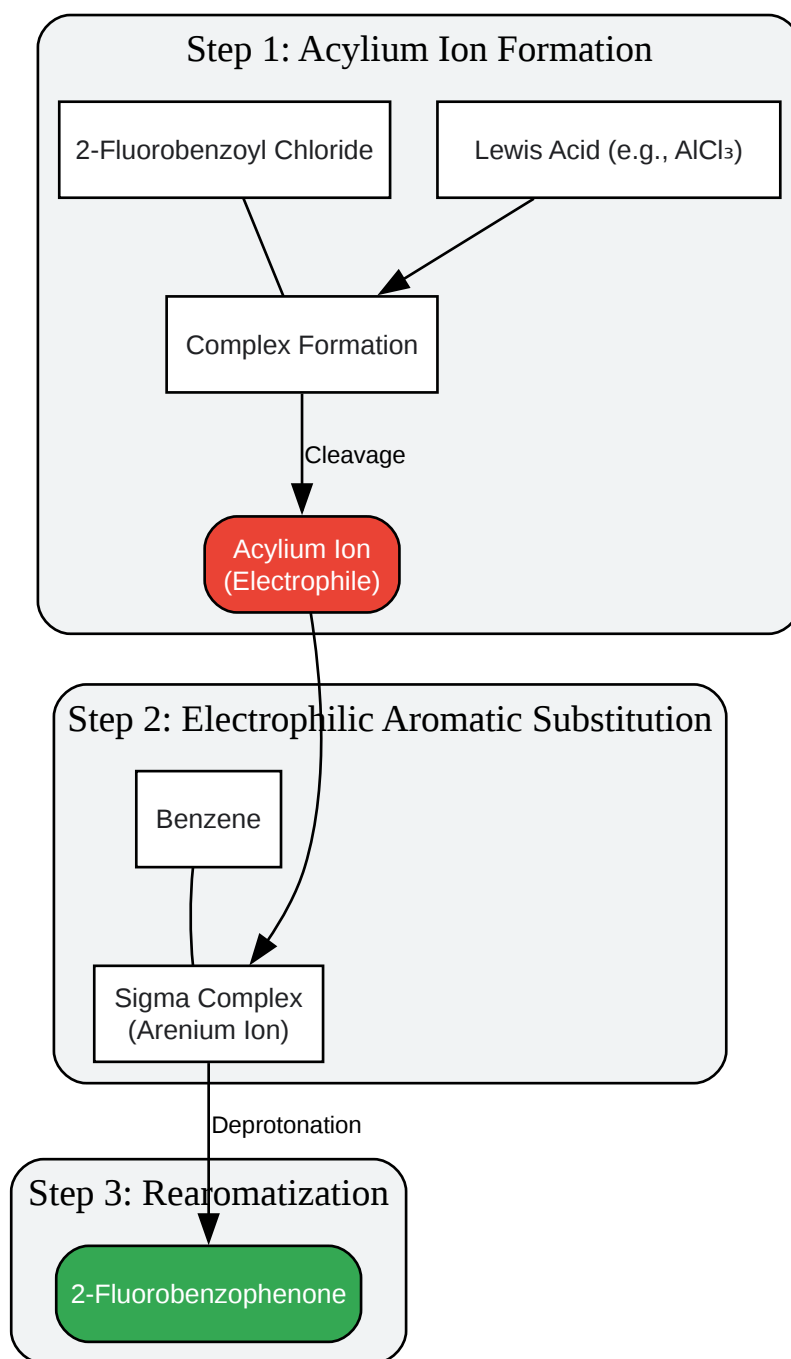 Step 1: Acylium Ion Formation
2-Fluorobenzoyl Chloride
Lewis Acid (e.g., AlCl₃)
Complex Formation
Cleavage
Acylium Ion
(Electrophile)
Step 2: Electrophilic Aromatic Substitution
Benzene
Sigma Complex
(Arenium Ion)
Deprotonation
Step 3: Rearomatization
2-Fluorobenzophenone